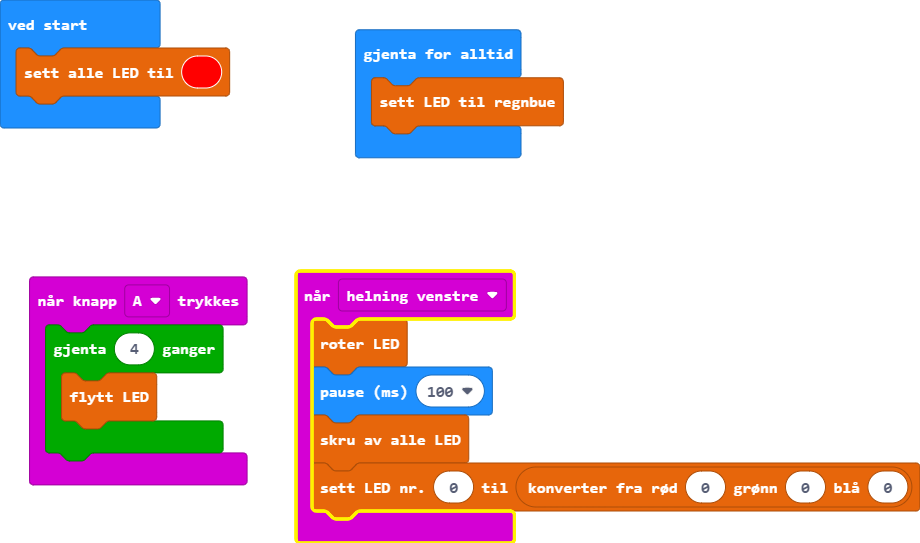 ved start
sett alle LED til
gjenta for alltid
sett LED til regnbue
når knapp A trykkes
gjenta 4 ganger
flytt LED
når helning venstre
roter LED
pause (ms) 100
skru av alle LED
sett LED nr. 0 til konverter fra rød 0 grønn 0 blå 0